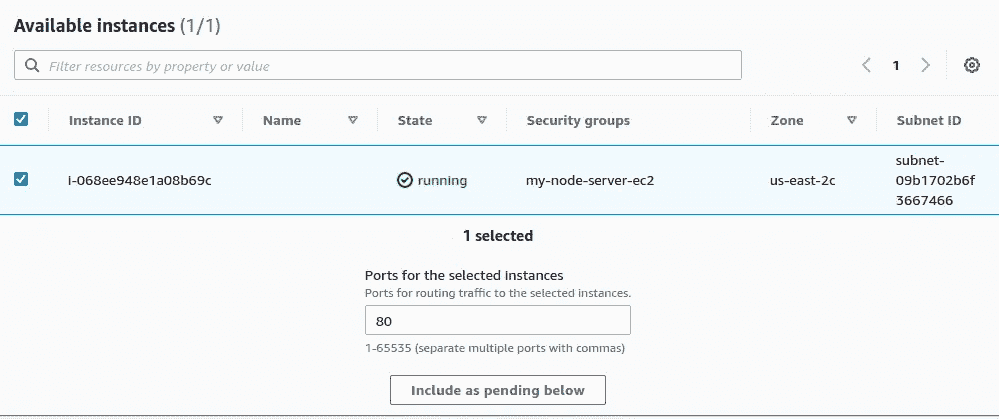 Available instances (1/1)
Filter resources by property or value
1
Instance ID Name State Security groups Zone Subnet ID
i-068ee948e1a08b69c running my-node-server-ec2 us-east-2c subnet-
09b1702b6f
3667466
1 selected
Ports for the selected instances
Ports for routing traffic to the selected instances.
80
1-65535 (separate multiple ports with commas)
Include as pending below